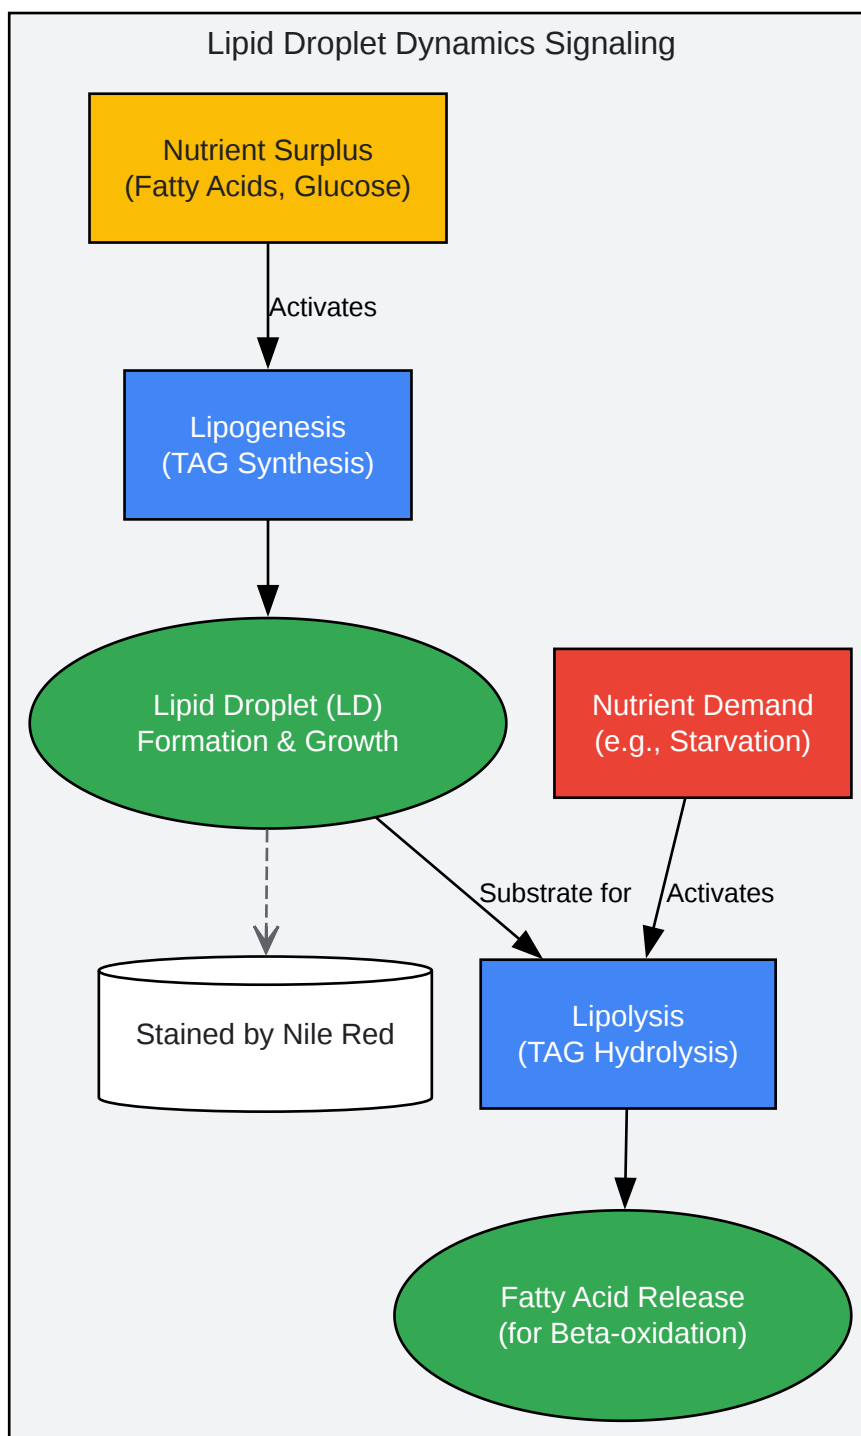 Lipid Droplet Dynamics Signaling
Nutrient Surplus
(Fatty Acids, Glucose)
Activates
Lipogenesis
(TAG Synthesis)
Lipid Droplet (LD)
Formation & Growth
Nutrient Demand
(e.g., Starvation)
Substrate for
Activates
Stained by Nile Red
Lipolysis
(TAG Hydrolysis)
Fatty Acid Release
(for Beta-oxidation)